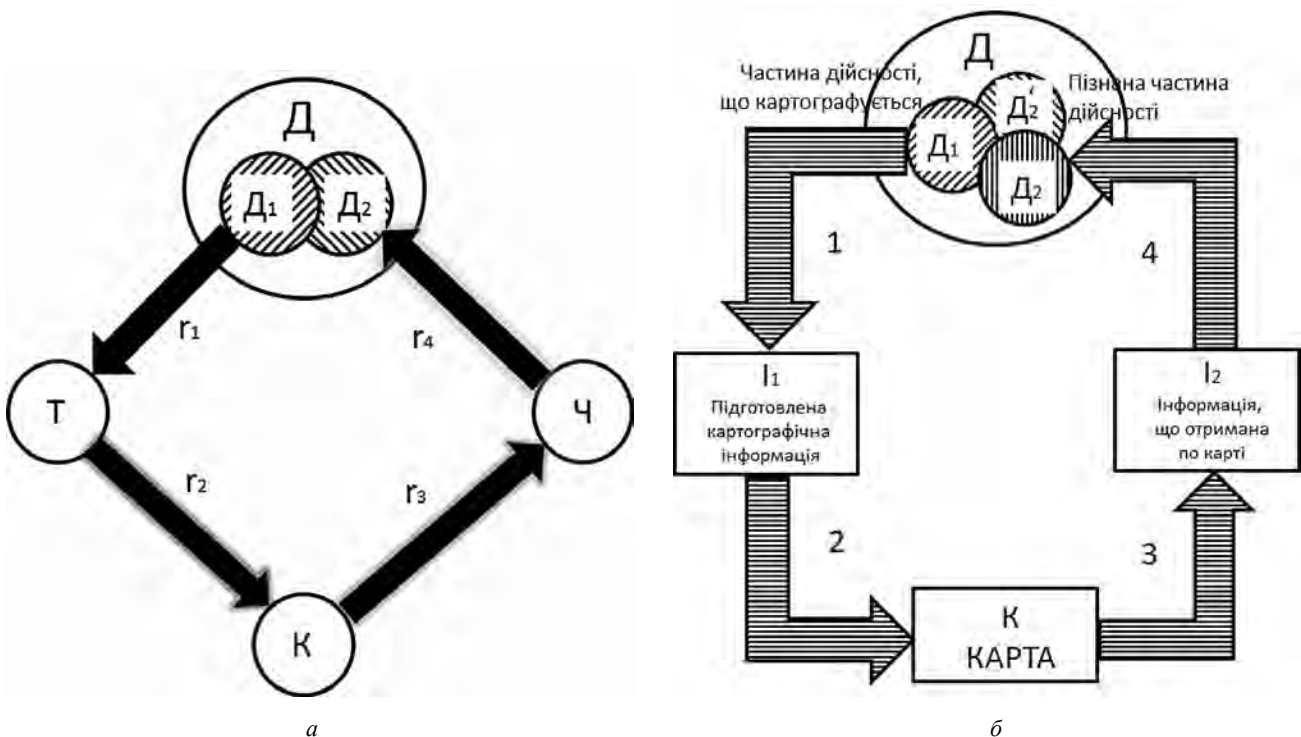 Д
Д₁
Д₂
r₁
r₄
Т
Ч
r₂
r₃
К
а
Частина дійсності,
що картографується
Д
Пізнана частина
дійсності
Д₁
Д₂'
Д₂
1
4
І₁
Підготовлена
картографічна
інформація
І₂
Інформація,
що отримана
по карті
2
3
К
КАРТА
б